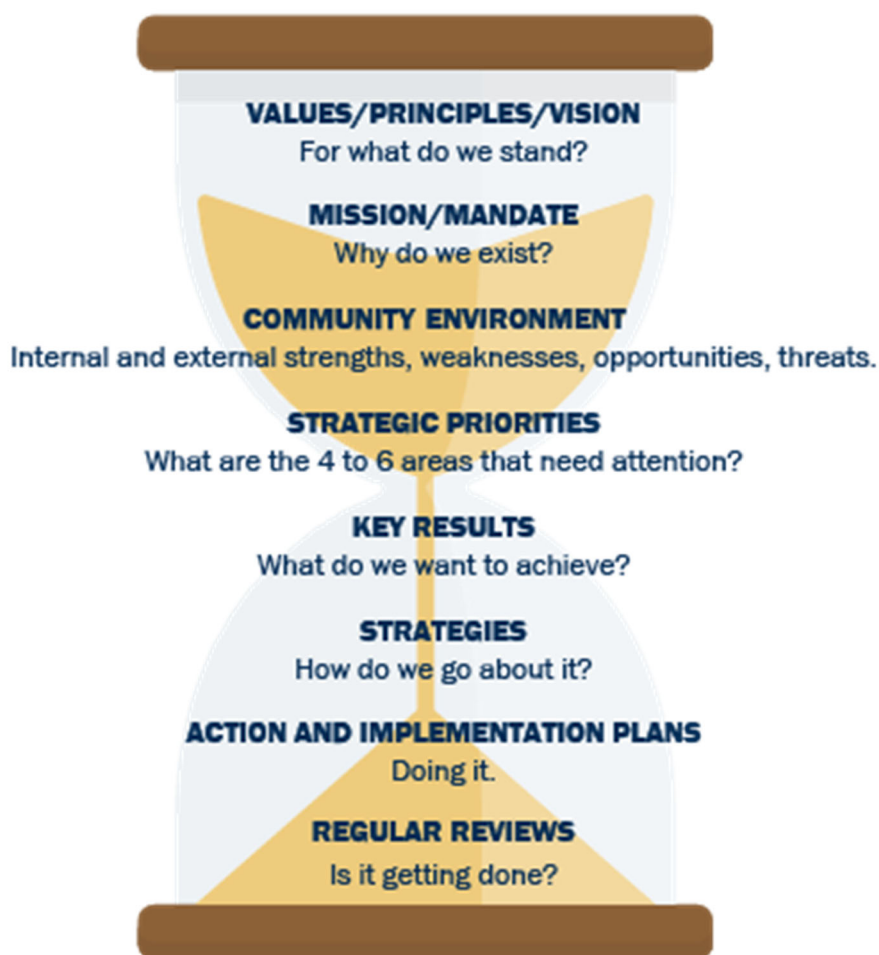 VALUES/PRINCIPLES/VISION
For what do we stand?
MISSION/MANDATE
Why do we exist?
COMMUNITY ENVIRONMENT
Internal and external strengths, weaknesses, opportunities, threats.
STRATEGIC PRIORITIES
What are the 4 to 6 areas that need attention?
KEY RESULTS
What do we want to achieve?
STRATEGIES
How do we go about it?
ACTION AND IMPLEMENTATION PLANS
Doing it.
REGULAR REVIEWS
Is it getting done?